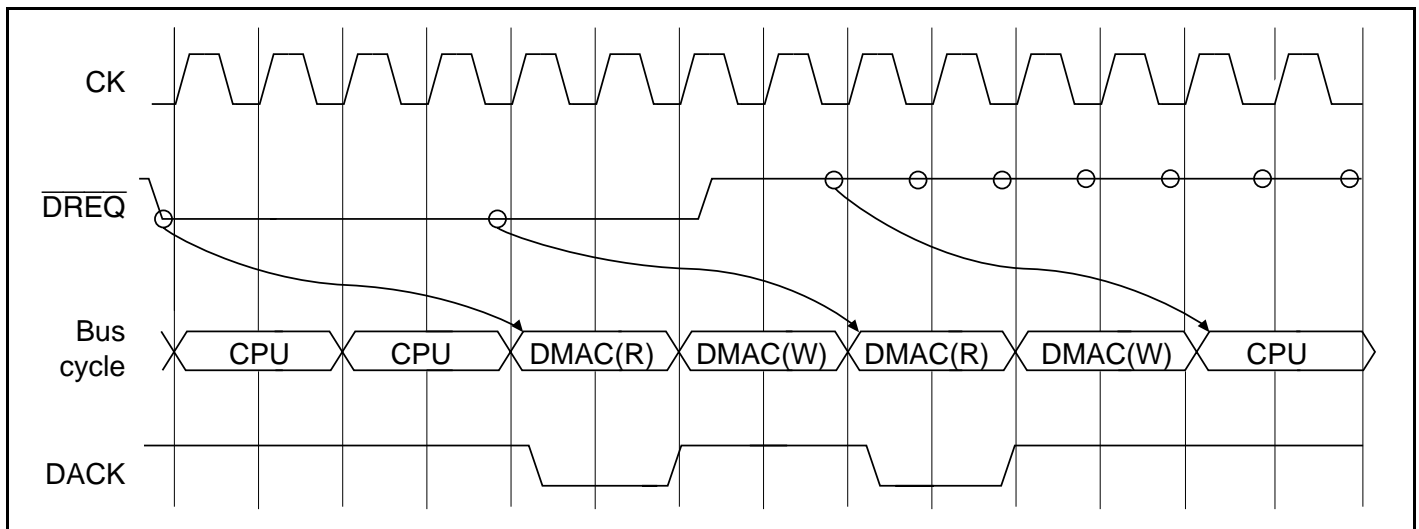 CK
DREQ
Bus
cycle
CPU
CPU
DMAC(R)
DMAC(W)
DMAC(R)
DMAC(W)
CPU
DACK